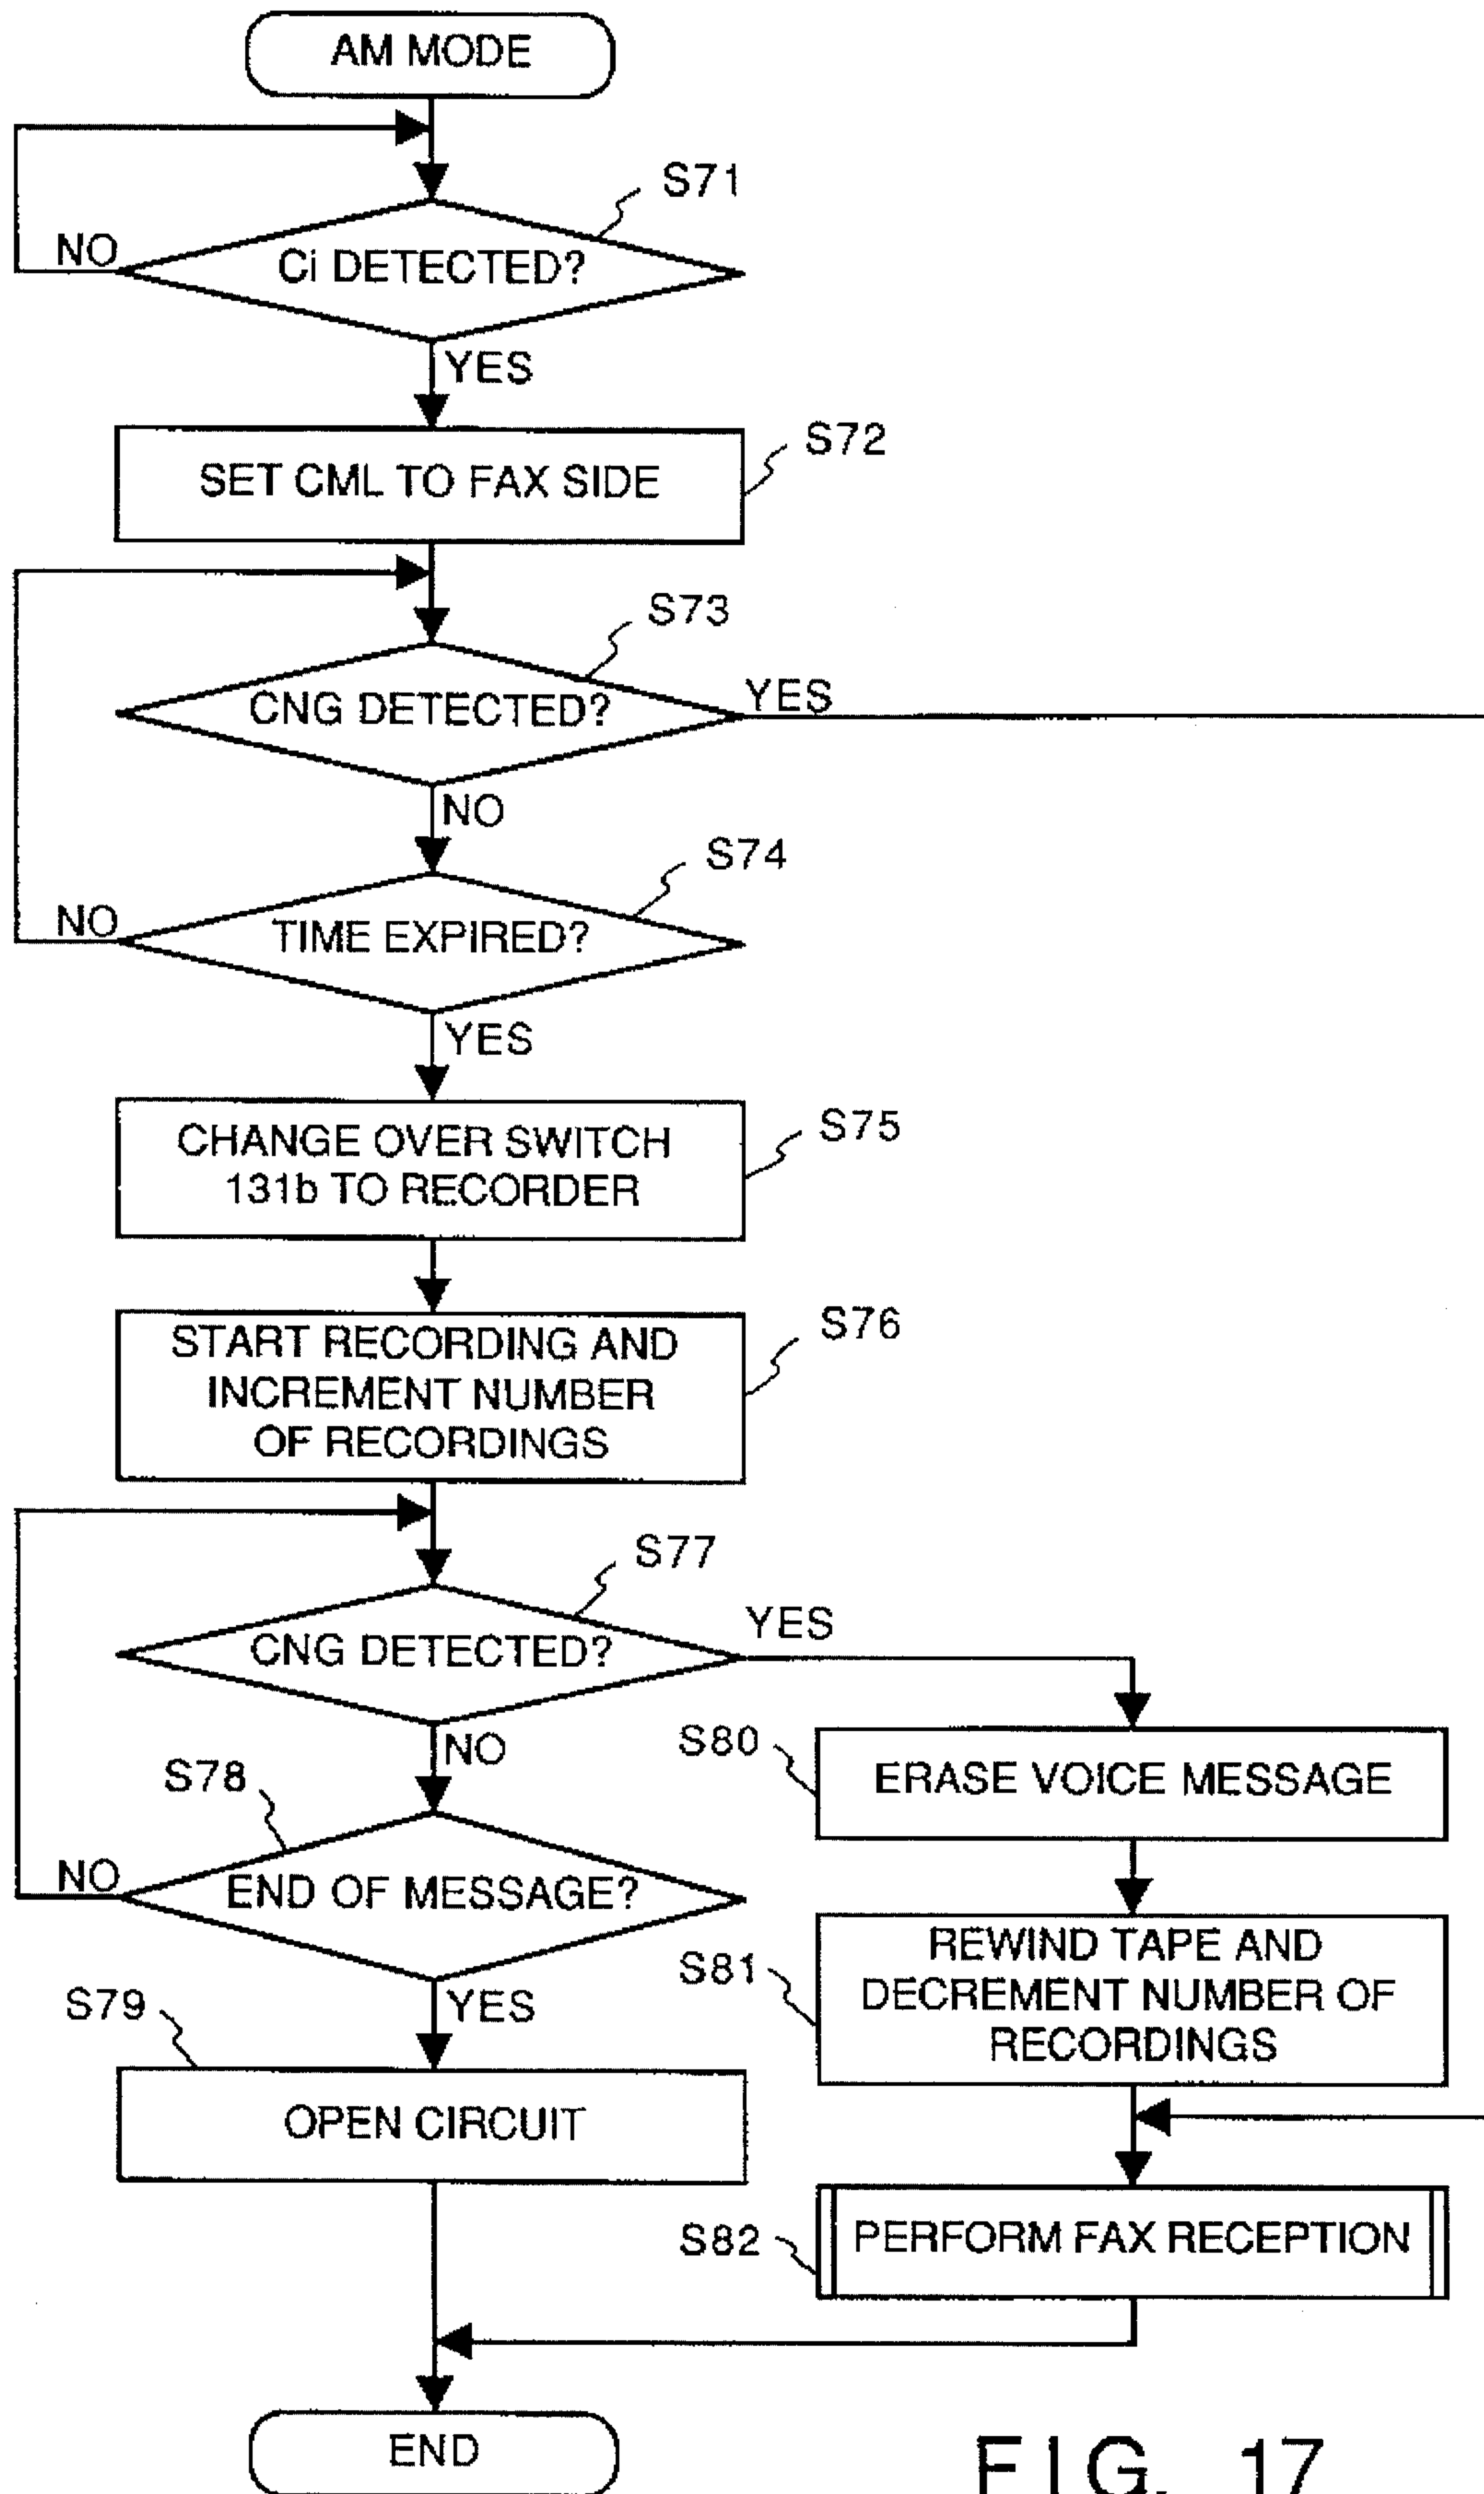 AM MODE
S71
NO
Ci DETECTED?
YES
S72
SET CML TO FAX SIDE
S73
CNG DETECTED?
YES
NO
S74
NO
TIME EXPIRED?
YES
S75
CHANGE OVER SWITCH
131b TO RECORDER
S76
START RECORDING AND
INCREMENT NUMBER
OF RECORDINGS
S77
CNG DETECTED?
YES
NO
S78
NO
END OF MESSAGE?
YES
S79
OPEN CIRCUIT
S80
ERASE VOICE MESSAGE
S81
REWIND TAPE AND
DECREMENT NUMBER OF
RECORDINGS
S82
PERFORM FAX RECEPTION
END
FIG. 17